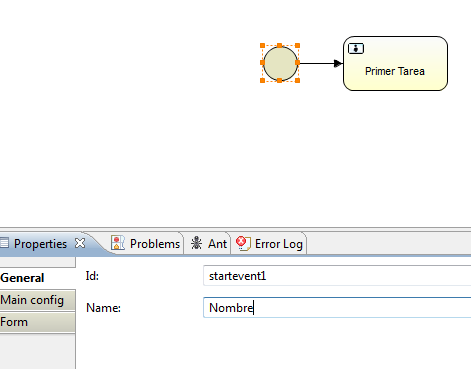 Primer Tarea
Properties Problems Ant Error Log
General
Main config
Form
Id: startevent1
Name: Nombre